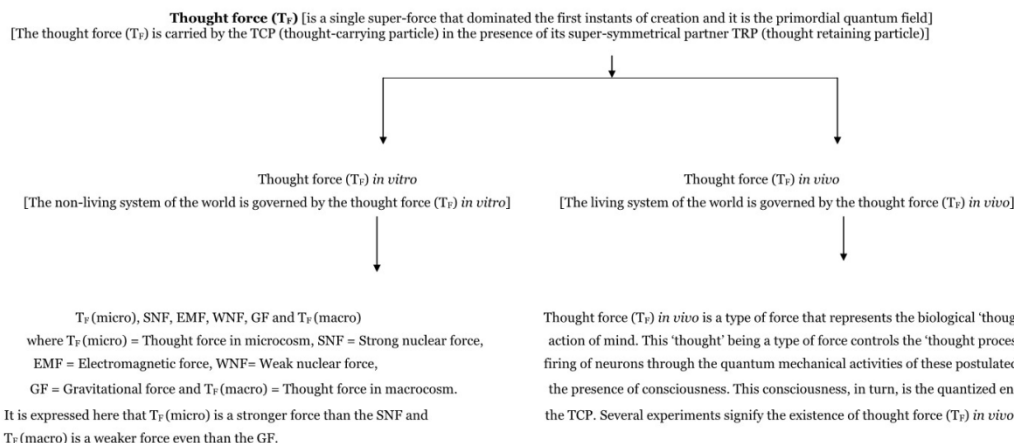 Thought force (TF) [is a single super-force that dominated the first instants of creation and it is the primordial quantum field]
[The thought force (TF) is carried by the TCP (thought-carrying particle) in the presence of its super-symmetrical partner TRP (thought retaining particle)]
Thought force (TF) in vitro
[The non-living system of the world is governed by the thought force (TF) in vitro]
TF (micro), SNF, EMF, WNF, GF and TF (macro)
where TF (micro) = Thought force in microcosm, SNF = Strong nuclear force,
EMF = Electromagnetic force, WNF= Weak nuclear force,
GF = Gravitational force and TF (macro) = Thought force in macrocosm.
It is expressed here that TF (micro) is a stronger force than the SNF and
TF (macro) is a weaker force even than the GF.
Thought force (TF) in vivo
[The living system of the world is governed by the thought force (TF) in vivo]
Thought force (TF) in vivo is a type of force that represents the biological ‘thoug
action of mind. This ‘thought’ being a type of force controls the ‘thought proces
firing of neurons through the quantum mechanical activities of these postulated
the presence of consciousness. This consciousness, in turn, is the quantized en
the TCP. Several experiments signify the existence of thought force (TF) in vivo